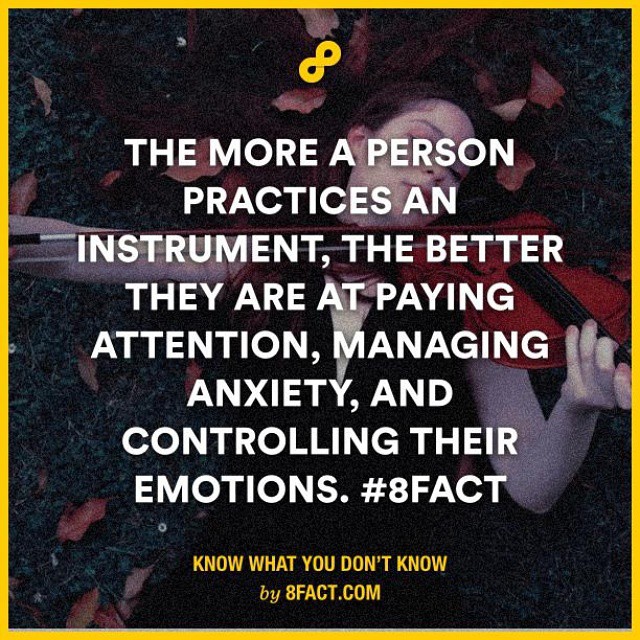 THE MORE A PERSON
PRACTICES AN
INSTRUMENT, THE BETTER
THEY ARE AT PAYING
ATTENTION, MANAGING
ANXIETY, AND
CONTROLLING THEIR
EMOTIONS. #8FACT
KNOW WHAT YOU DON'T KNOW
by 8FACT.COM